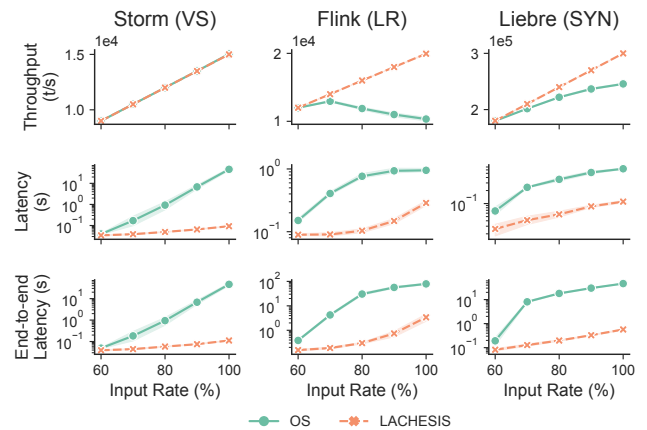 Storm (VS) Flink (LR) Liebre (SYN)
1e4 1e4 1e5
Throughput
(t/s)
1.5
1.0
2
1
3
2
Latency
(s)
10^1
10^0
10^-1
10^0
10^-1
10^-1
End-to-end
Latency (s)
10^1
10^0
10^-1
10^2
10^0
10^1
10^0
10^-1
60 80 100 60 80 100 60 80 100
Input Rate (%) Input Rate (%) Input Rate (%)
OS LACHESIS